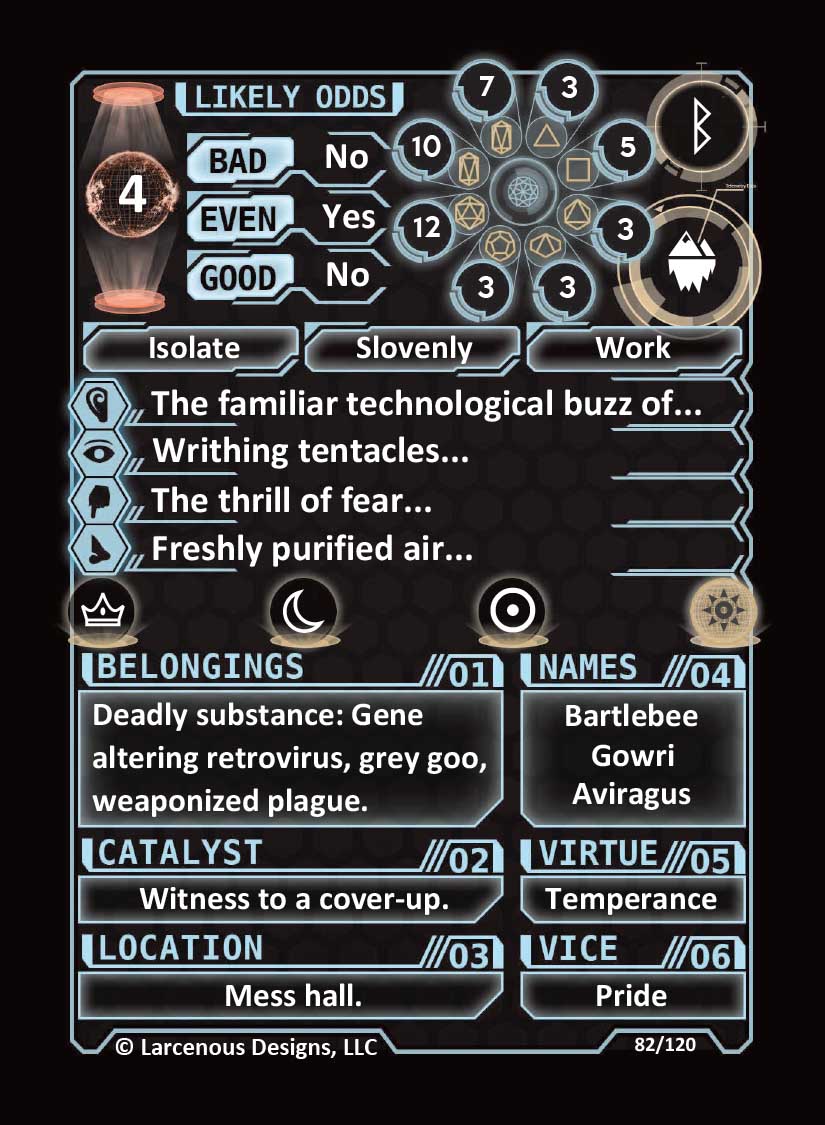 LIKELY ODDS
4
BAD No
EVEN Yes
GOOD No
7
3
10
5
12
3
3
3
ᛒ
Isolate Slovenly Work
The familiar technological buzz of...
Writhing tentacles...
The thrill of fear...
Freshly purified air...
BELONGINGS ///01
Deadly substance: Gene
altering retrovirus, grey goo,
weaponized plague.
NAMES ///04
Bartlebee
Gowri
Aviragus
CATALYST ///02
Witness to a cover-up.
VIRTUE ///05
Temperance
LOCATION ///03
Mess hall.
VICE ///06
Pride
© Larcenous Designs, LLC
82/120